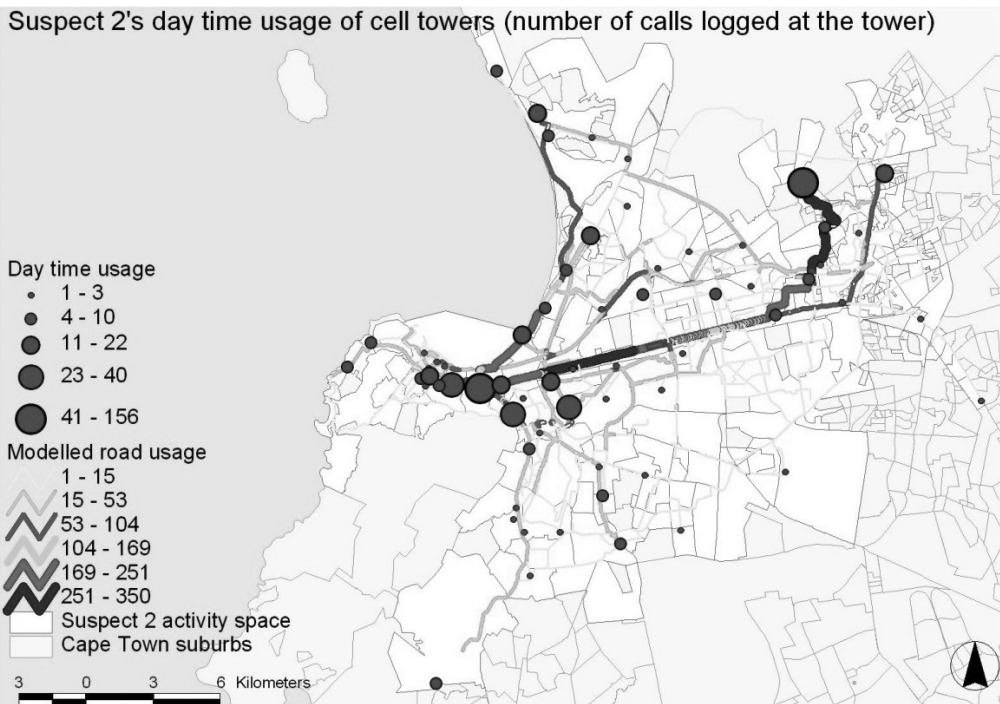 Suspect 2's day time usage of cell towers (number of calls logged at the tower)
Day time usage
1 - 3
4 - 10
11 - 22
23 - 40
41 - 156
Modelled road usage
1 - 15
15 - 53
53 - 104
104 - 169
169 - 251
251 - 350
Suspect 2 activity space
Cape Town suburbs
3 0 3 6 Kilometers